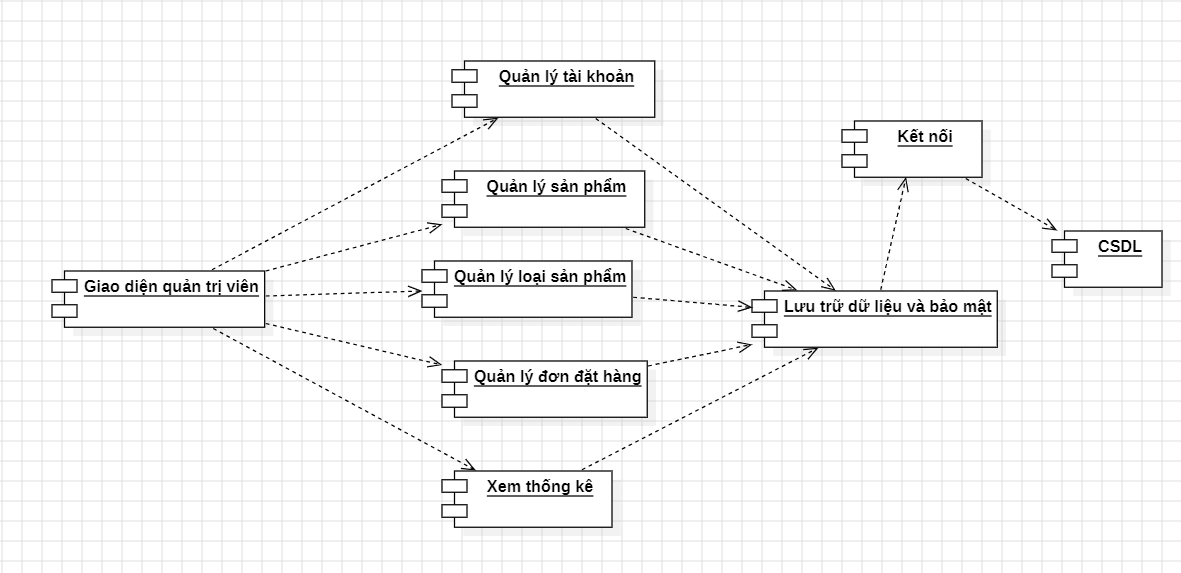 Quản lý tài khoản
Kết nối
Quản lý sản phẩm
CSDL
Quản lý loại sản phẩm
Giao diện quản trị viên
Lưu trữ dữ liệu và bảo mật
Quản lý đơn đặt hàng
Xem thống kê